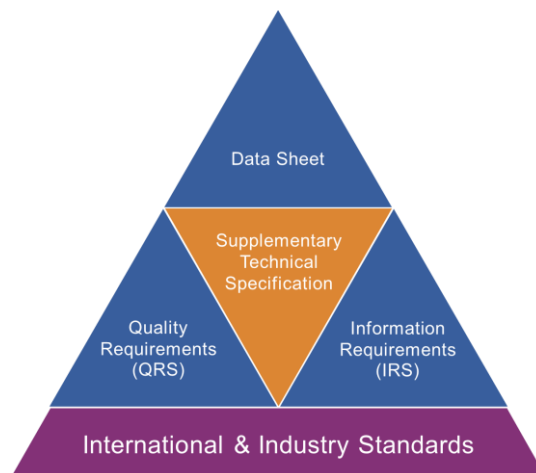 Data Sheet
Supplementary
Technical
Specification
Quality
Requirements
(QRS)
Information
Requirements
(IRS)
International & Industry Standards